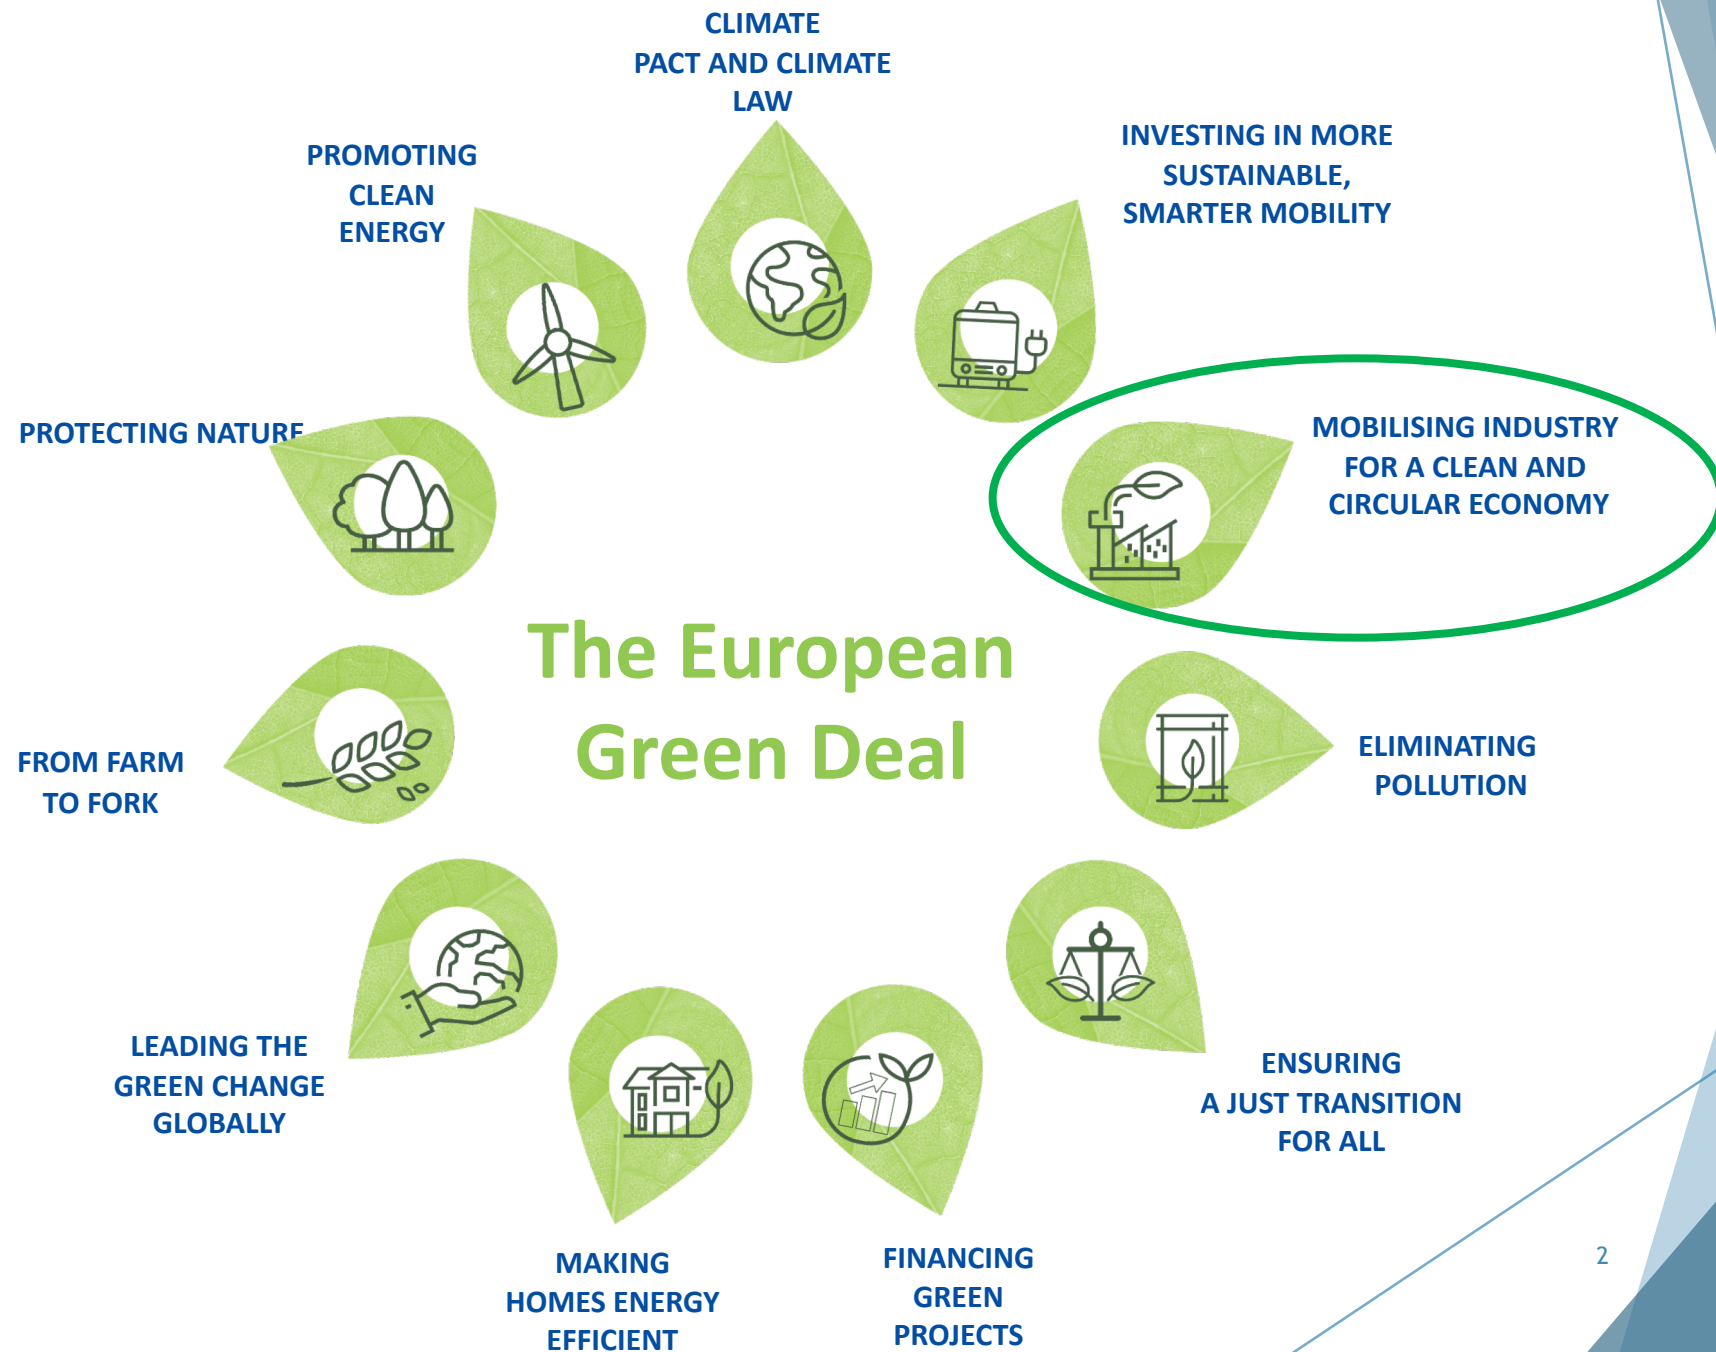 CLIMATE
PACT AND CLIMATE
LAW
PROMOTING
CLEAN
ENERGY
INVESTING IN MORE
SUSTAINABLE,
SMARTER MOBILITY
PROTECTING NATURE
MOBILISING INDUSTRY
FOR A CLEAN AND
CIRCULAR ECONOMY
The European
Green Deal
FROM FARM
TO FORK
ELIMINATING
POLLUTION
LEADING THE
GREEN CHANGE
GLOBALLY
ENSURING
A JUST TRANSITION
FOR ALL
MAKING
HOMES ENERGY
EFFICIENT
FINANCING
GREEN
PROJECTS
2